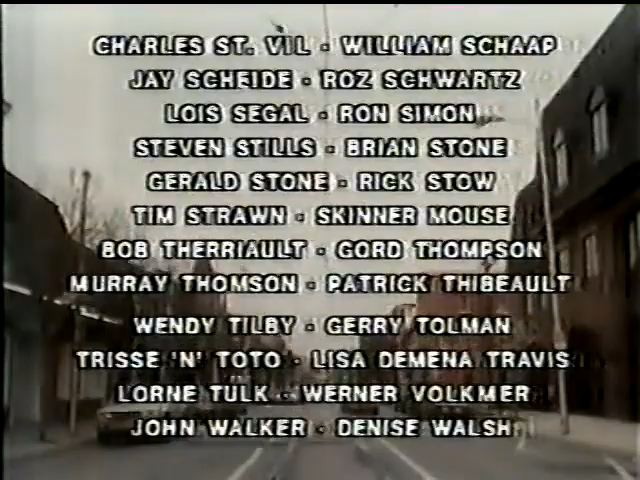 CHARLES ST. VIL - WILLIAM SCHAAP
JAY SCHEIDE - ROZ SCHWARTZ
LOIS SEGAL - RON SIMON
STEVEN STILLS - BRIAN STONE
GERALD STONE - RICK STOW
TIM STRAWN - SKINNER MOUSE
BOB THERRIAULT - GORD THOMPSON
MURRAY THOMSON - PATRICK THIBEAULT
WENDY TILBY - GERRY TOLMAN
TRISSE 'N' TOTO - LISA DEMENA TRAVIS
LORNE TULK - WERNER VOLKMER
JOHN WALKER - DENISE WALSH